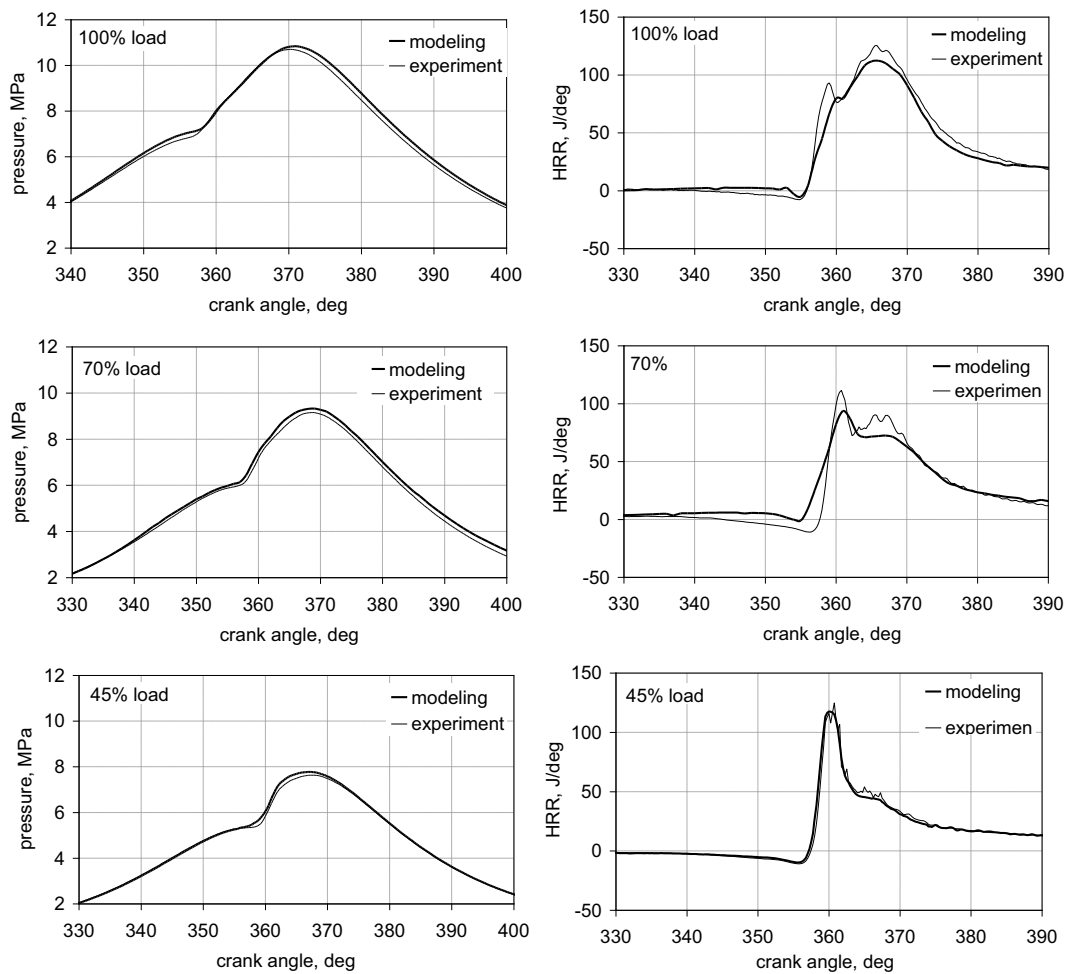 12
10
8
6
4
2
pressure, MPa
100% load
modeling
experiment
340 350 360 370 380 390 400
crank angle, deg
150
100
50
0
-50
HRR, J/deg
100% load
modeling
experiment
330 340 350 360 370 380 390
crank angle, deg
12
10
8
6
4
2
pressure, MPa
70% load
modeling
experiment
330 340 350 360 370 380 390 400
crank angle, deg
150
100
50
0
-50
HRR, J/deg
70%
modeling
experimen
330 340 350 360 370 380 390
crank angle, deg
12
10
8
6
4
2
pressure, MPa
45% load
modeling
experiment
330 340 350 360 370 380 390 400
crank angle, deg
150
100
50
0
-50
HRR, J/deg
45% load
modeling
experimen
330 340 350 360 370 380 390
crank angle, deg